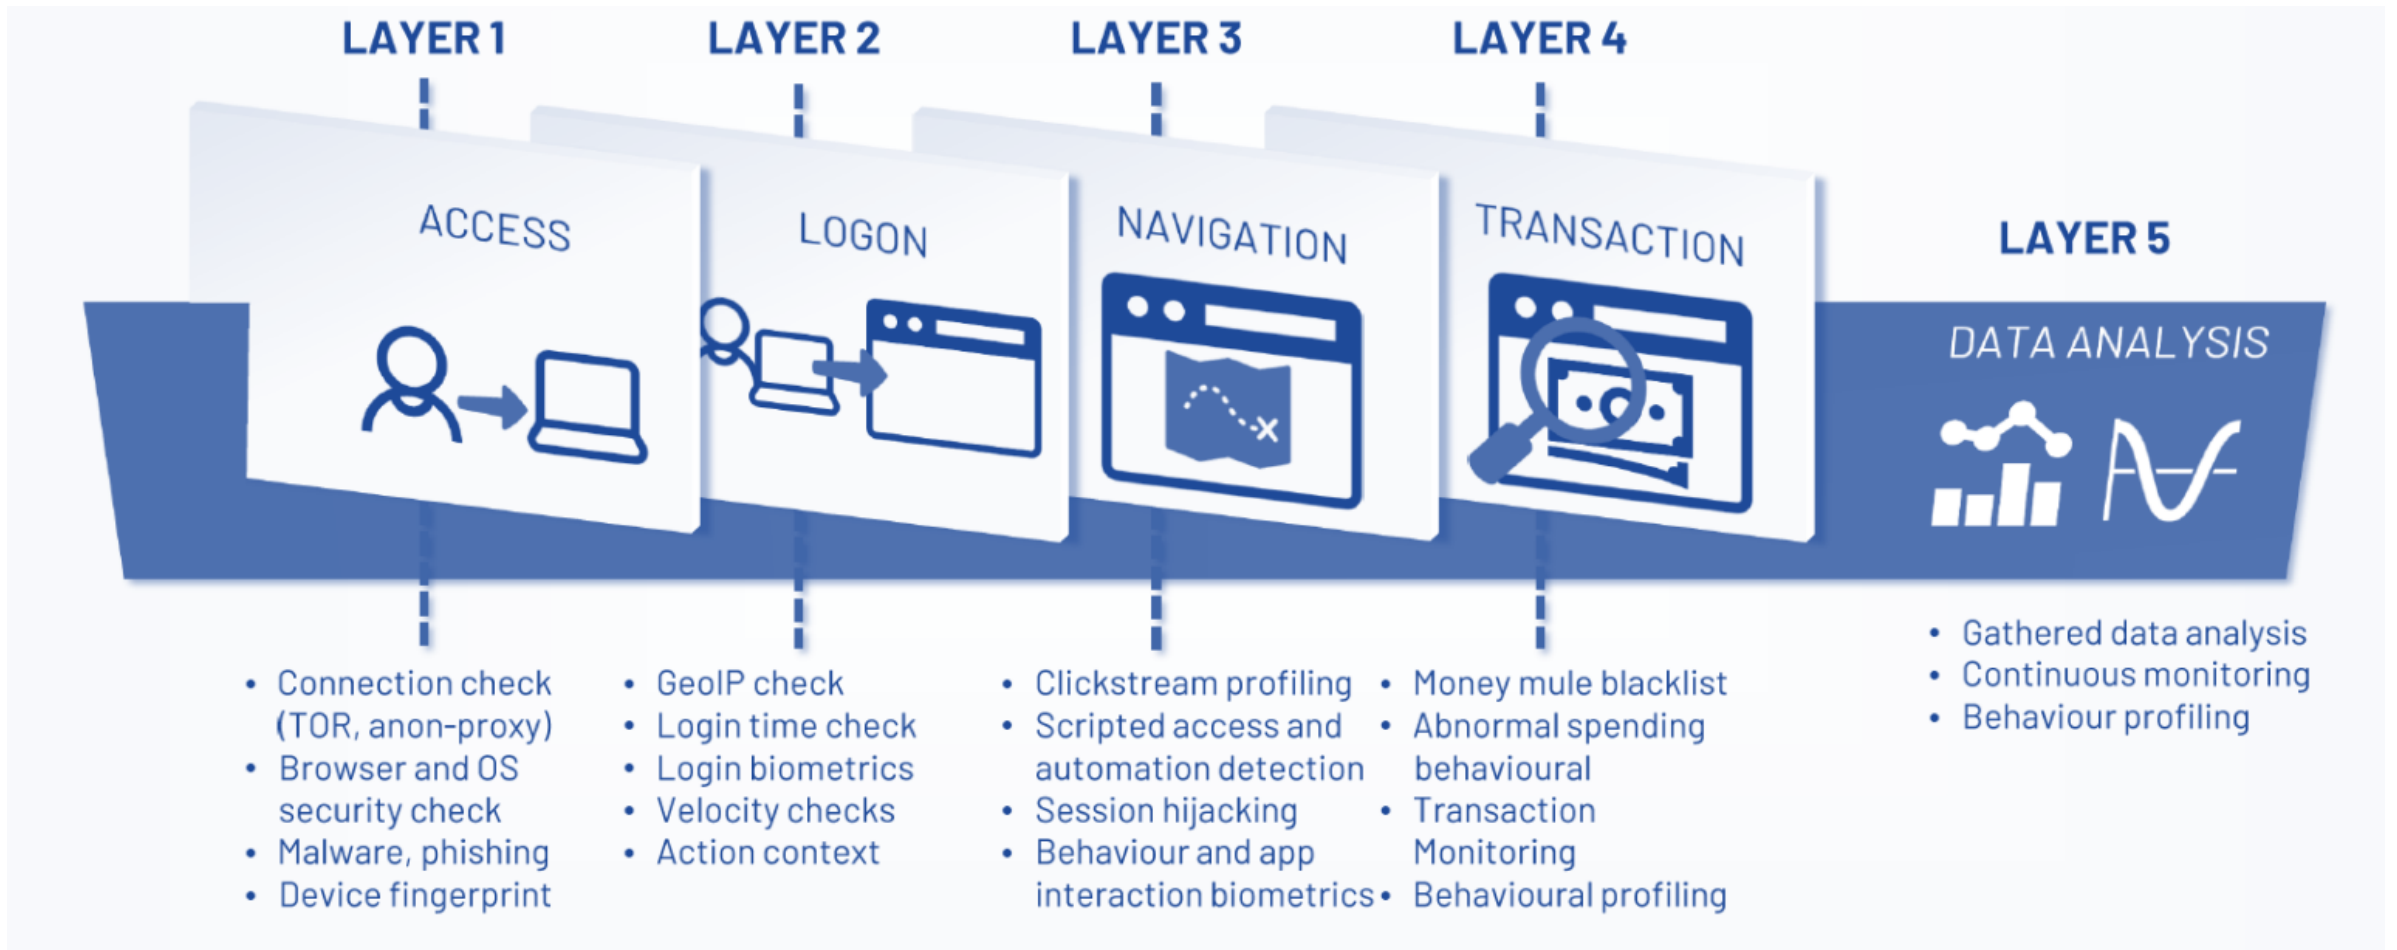 LAYER 1
LAYER 2
LAYER 3
LAYER 4
ACCESS
LOGON
NAVIGATION
TRANSACTION
LAYER 5
DATA ANALYSIS
• Connection check
(TOR, anon-proxy)
• Browser and OS
security check
• Malware, phishing
• Device fingerprint
• GeoIP check
• Login time check
• Login biometrics
• Velocity checks
• Action context
• Clickstream profiling
• Scripted access and
automation detection
• Session hijacking
• Behaviour and app
interaction biometrics
• Money mule blacklist
• Abnormal spending
behavioural
• Transaction
Monitoring
• Behavioural profiling
• Gathered data analysis
• Continuous monitoring
• Behaviour profiling